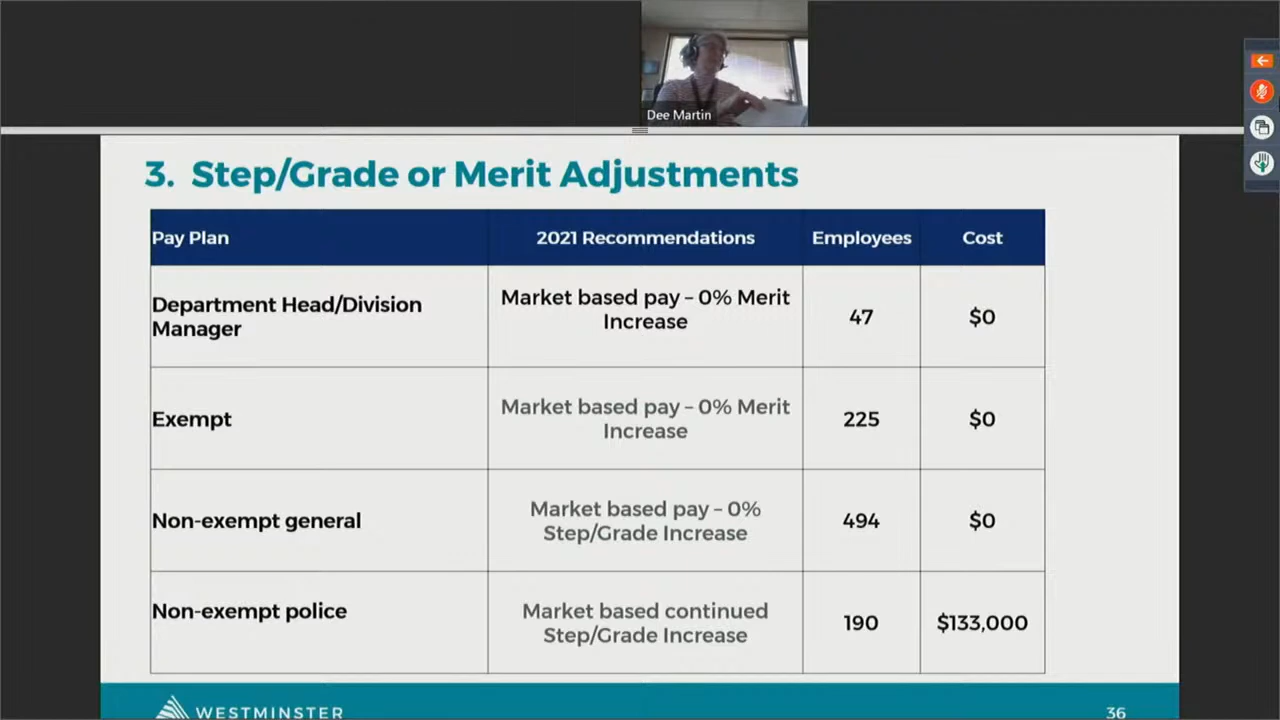 Dee Martin
3. Step/Grade or Merit Adjustments
Pay Plan
2021 Recommendations
Employees
Cost
Department Head/Division
Manager
Market based pay – 0% Merit
Increase
47
$0
Exempt
Market based pay – 0% Merit
Increase
225
$0
Non-exempt general
Market based pay – 0%
Step/Grade Increase
494
$0
Non-exempt police
Market based continued
Step/Grade Increase
190
$133,000
WESTMINSTER
36